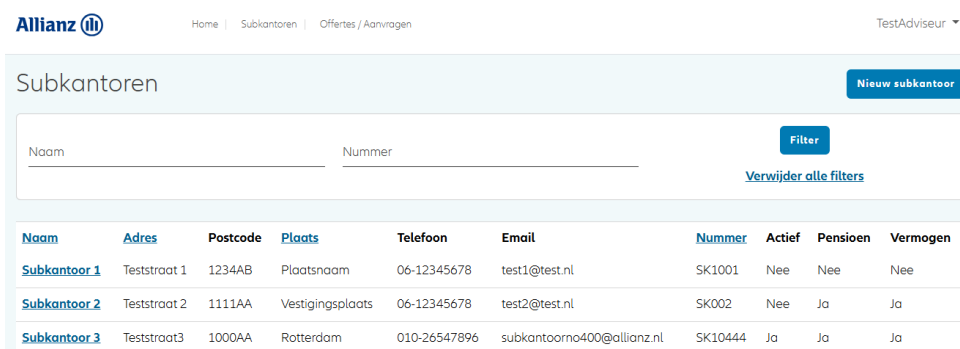 Allianz Home | Subkantoren | Offertes / Aanvragen TestAdviseur
Subkantoren Nieuw subkantoor
Naam Nummer Filter
Verwijder alle filters
Naam Adres Postcode Plaats Telefoon Email Nummer Actief Pensioen Vermogen
Subkantoor 1 Teststraat 1 1234AB Plaatsnaam 06-12345678 test1@test.nl SK1001 Nee Nee Nee
Subkantoor 2 Teststraat 2 1111AA Vestigingsplaats 06-12345678 test2@test.nl SK002 Nee Ja Ja
Subkantoor 3 Teststraat3 1000AA Rotterdam 010-26547896 subkantoorno400@allianz.nl SK10444 Ja Ja Ja